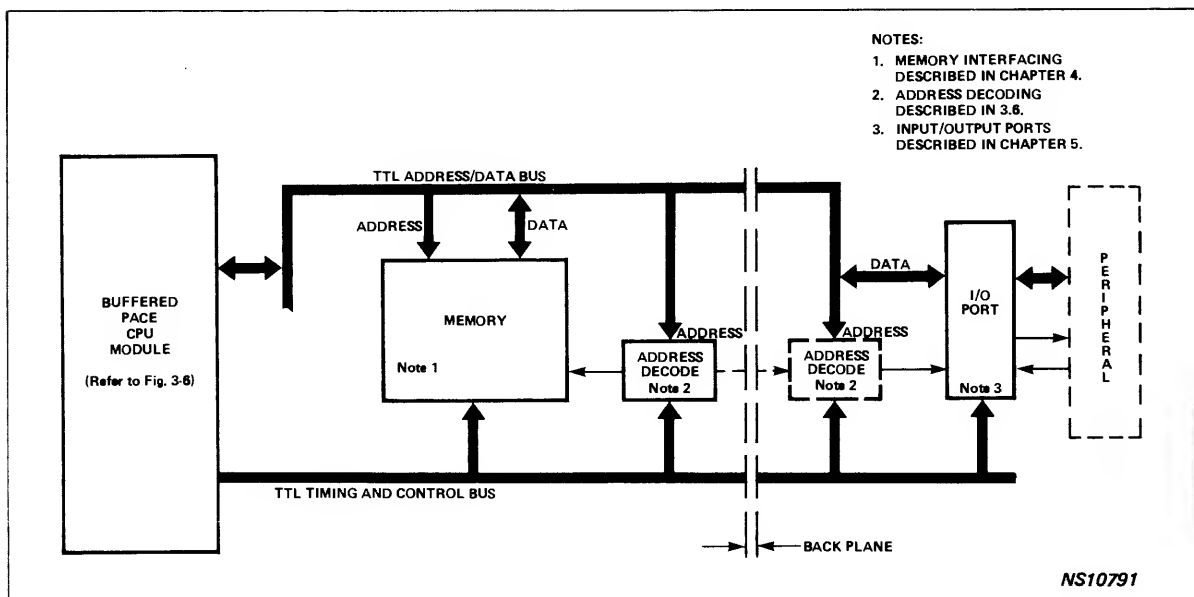 NOTES:
1. MEMORY INTERFACING
DESCRIBED IN CHAPTER 4.
2. ADDRESS DECODING
DESCRIBED IN 3.6.
3. INPUT/OUTPUT PORTS
DESCRIBED IN CHAPTER 5.
TTL ADDRESS/DATA BUS
ADDRESS
DATA
BUFFERED
PACE
CPU
MODULE
(Refer to Fig. 3-6)
MEMORY
Note 1
ADDRESS
ADDRESS
DECODE
Note 2
ADDRESS
ADDRESS
DECODE
Note 2
DATA
I/O
PORT
Note 3
PERIPHERAL
TTL TIMING AND CONTROL BUS
BACK PLANE
NS10791